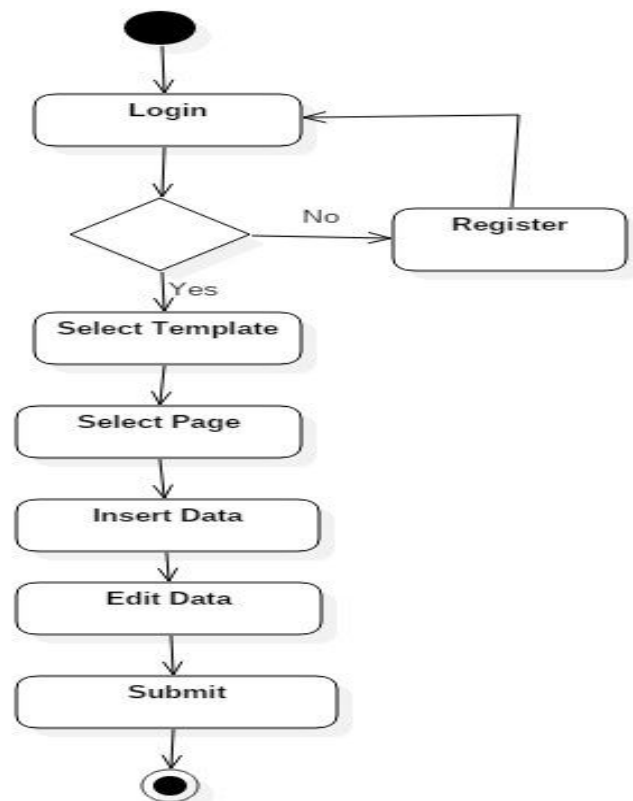 Login
No
Register
Yes
Select Template
Select Page
Insert Data
Edit Data
Submit